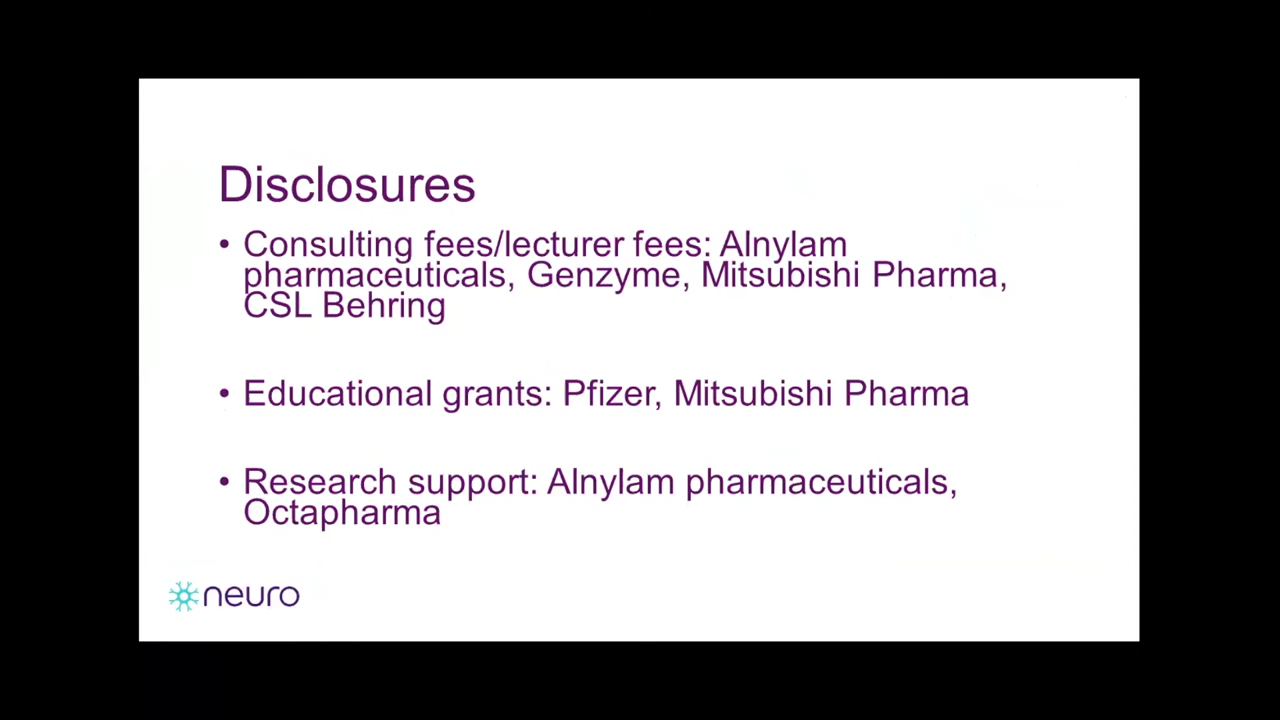 Disclosures
• Consulting fees/lecturer fees: Alnylam
pharmaceuticals, Genzyme, Mitsubishi Pharma,
CSL Behring
• Educational grants: Pfizer, Mitsubishi Pharma
• Research support: Alnylam pharmaceuticals,
Octapharma
neuro